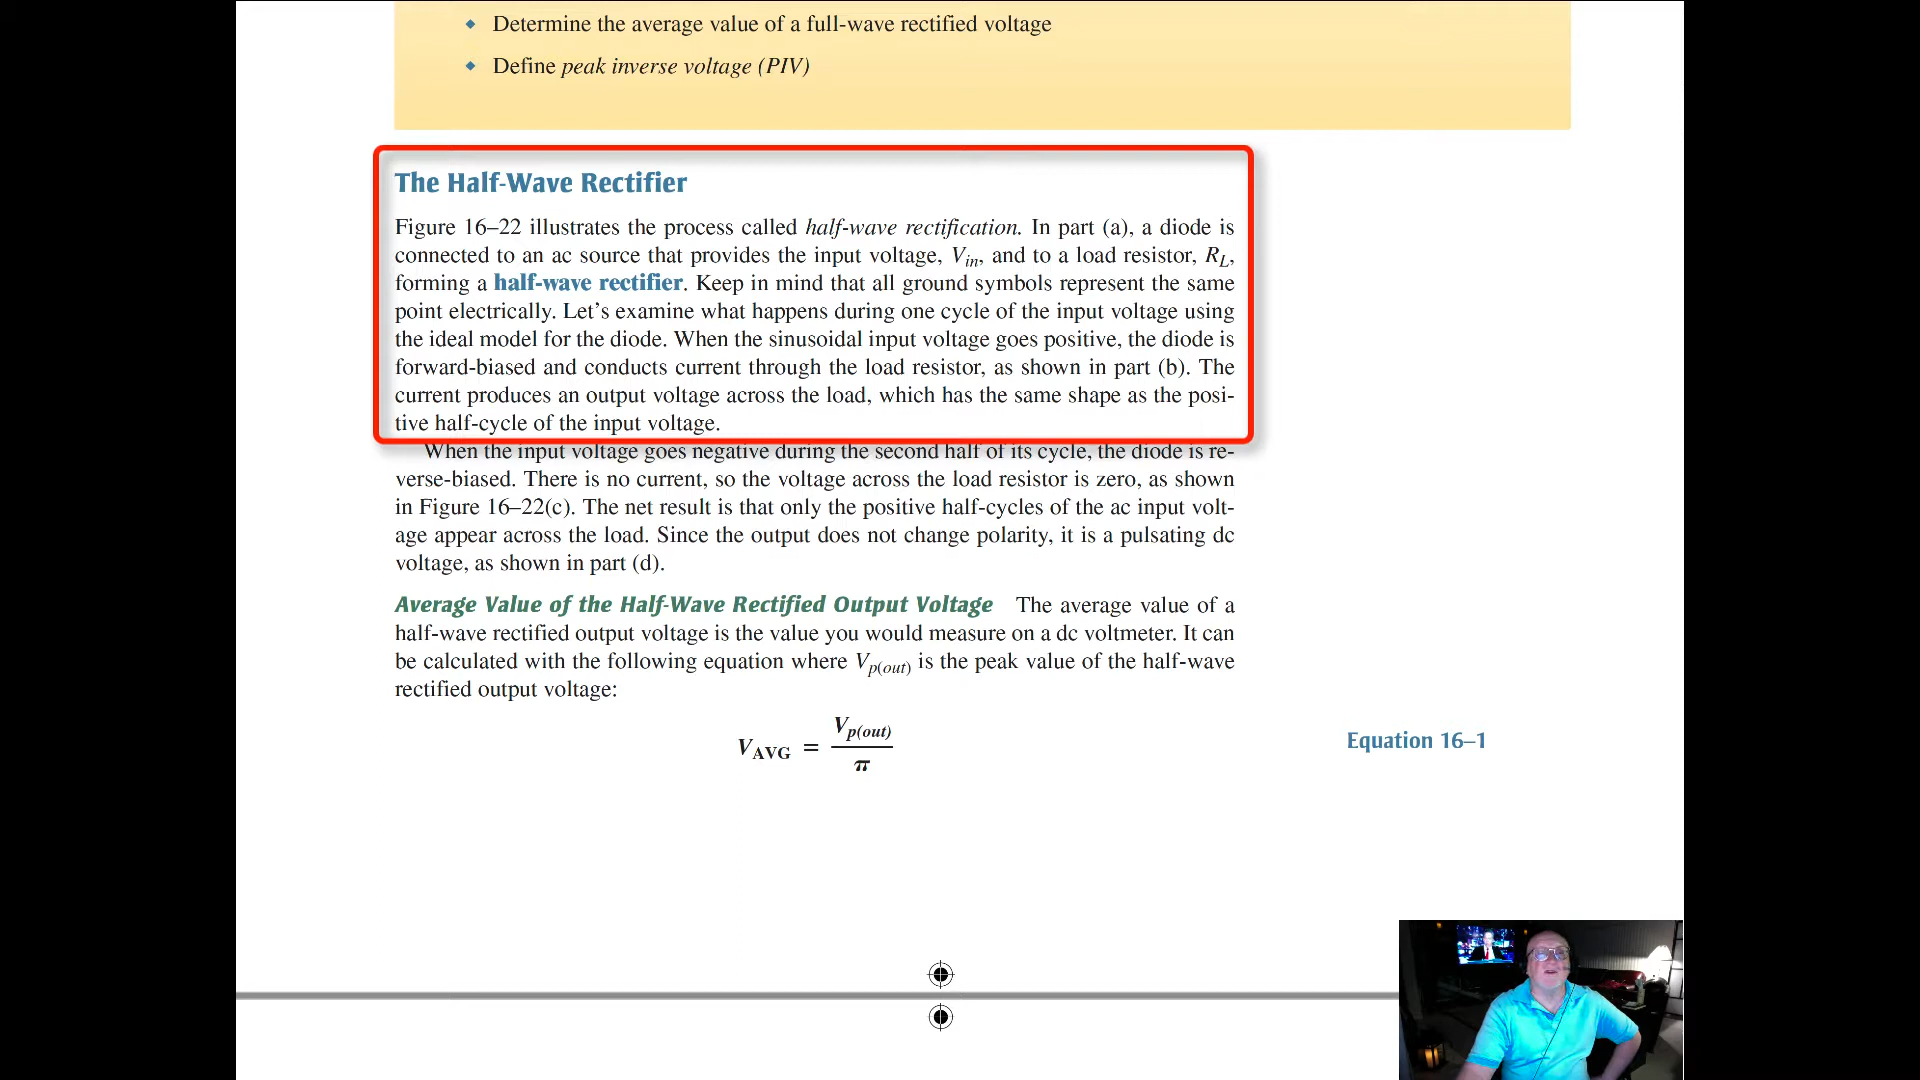 ◆ Determine the average value of a full-wave rectified voltage
◆ Define peak inverse voltage (PIV)
The Half-Wave Rectifier
Figure 16–22 illustrates the process called half-wave rectification. In part (a), a diode is
connected to an ac source that provides the input voltage, Vin, and to a load resistor, RL,
forming a half-wave rectifier. Keep in mind that all ground symbols represent the same
point electrically. Let’s examine what happens during one cycle of the input voltage using
the ideal model for the diode. When the sinusoidal input voltage goes positive, the diode is
forward-biased and conducts current through the load resistor, as shown in part (b). The
current produces an output voltage across the load, which has the same shape as the posi-
tive half-cycle of the input voltage.
When the input voltage goes negative during the second half of its cycle, the diode is re-
verse-biased. There is no current, so the voltage across the load resistor is zero, as shown
in Figure 16–22(c). The net result is that only the positive half-cycles of the ac input volt-
age appear across the load. Since the output does not change polarity, it is a pulsating dc
voltage, as shown in part (d).
Average Value of the Half-Wave Rectified Output Voltage The average value of a
half-wave rectified output voltage is the value you would measure on a dc voltmeter. It can
be calculated with the following equation where Vp(out) is the peak value of the half-wave
rectified output voltage:
VAVG = Vp(out) / π
Equation 16–1